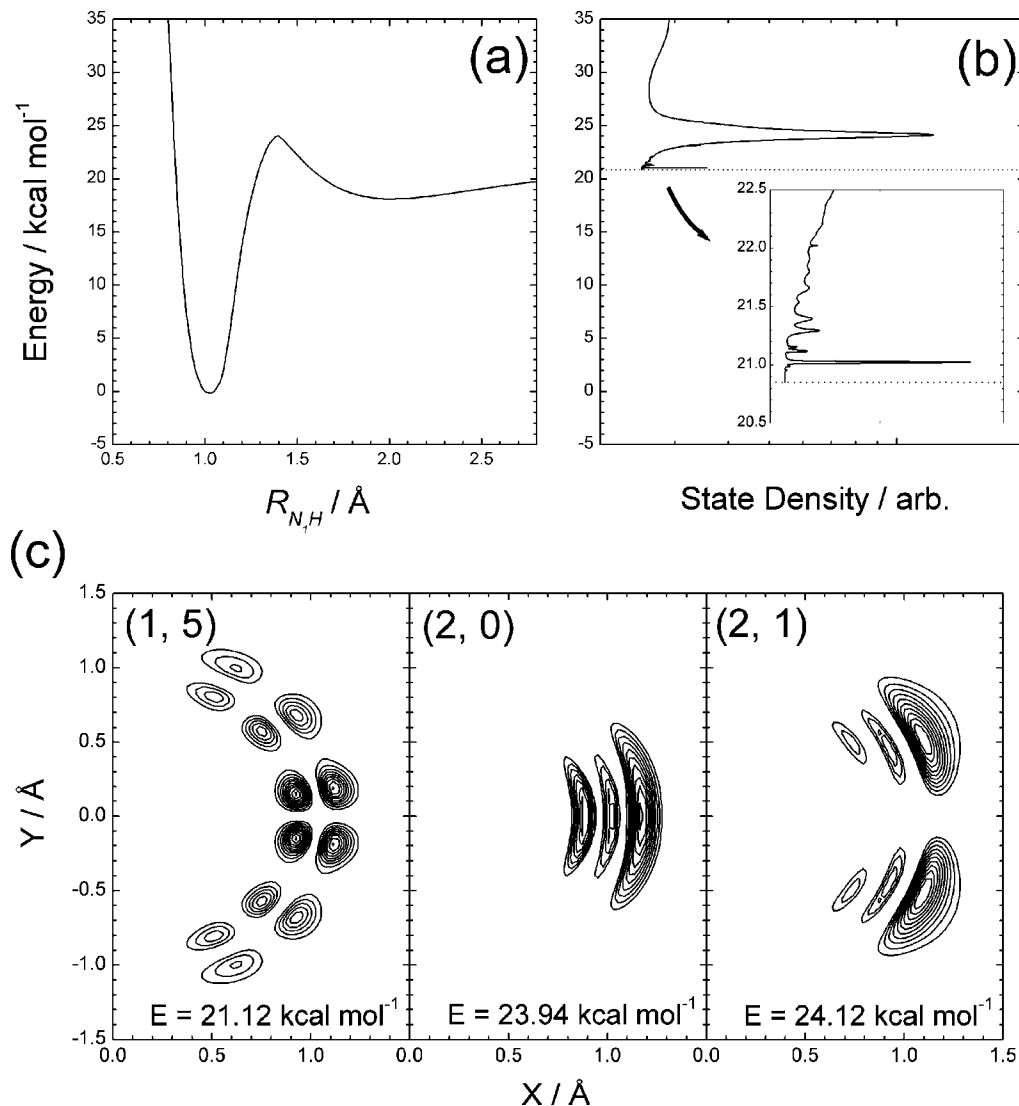 (a)
(b)
35
30
25
20
15
10
5
0
-5
Energy / kcal mol⁻¹
0.5 1.0 1.5 2.0 2.5
R_N₁H / Å
35
30
25
20
15
10
5
0
-5
State Density / arb.
22.5
22.0
21.5
21.0
20.5
(c)
(1, 5)
(2, 0)
(2, 1)
1.5
1.0
0.5
0.0
-0.5
-1.0
-1.5
Y / Å
E = 21.12 kcal mol⁻¹
E = 23.94 kcal mol⁻¹
E = 24.12 kcal mol⁻¹
0.0 0.5 1.0 0.0 0.5 1.0 0.0 0.5 1.0 1.5
X / Å